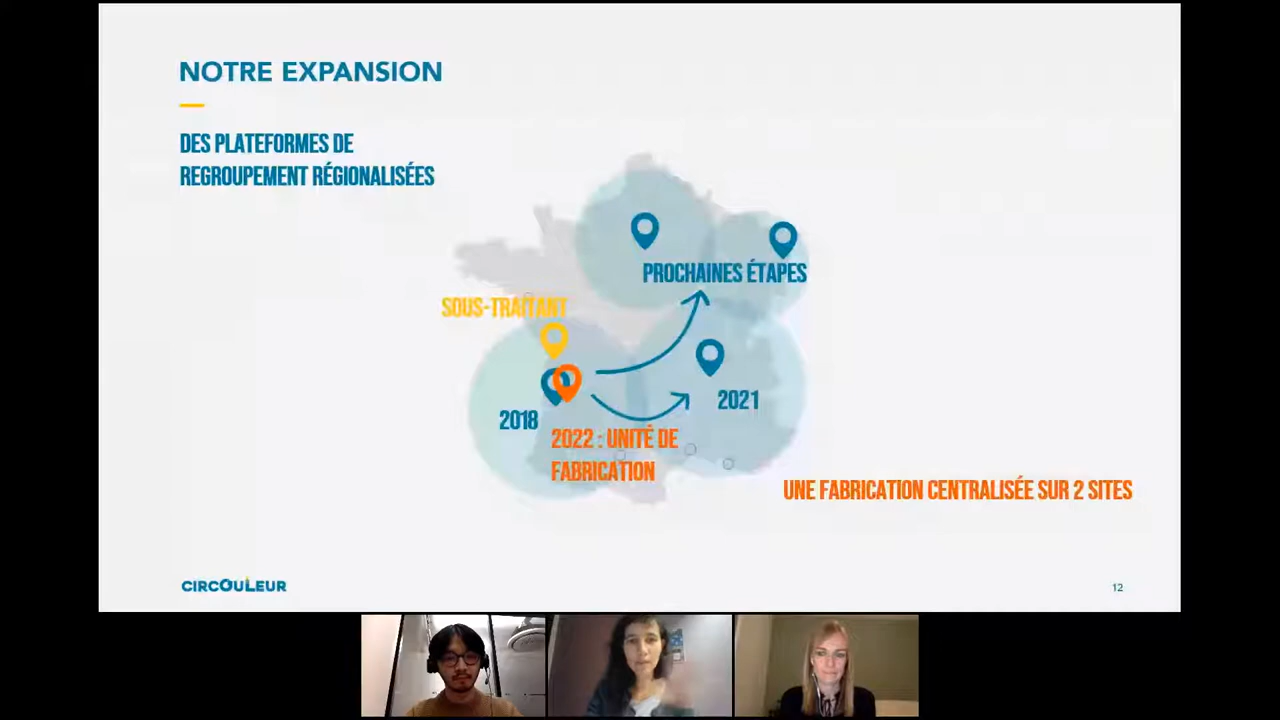 NOTRE EXPANSION
DES PLATEFORMES DE
REGROUPEMENT RÉGIONALISÉES
PROCHAINES ÉTAPES
SOUS-TRAITANT
2018
2021
2022 : UNITÉ DE
FABRICATION
UNE FABRICATION CENTRALISÉE SUR 2 SITES
CIRCOULEUR
12